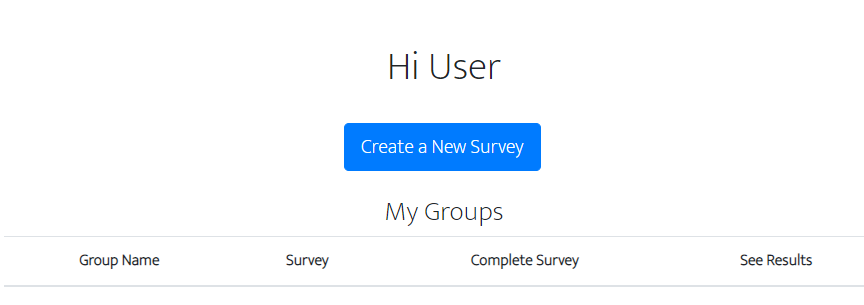 Hi User
Create a New Survey
My Groups
Group Name Survey Complete Survey See Results